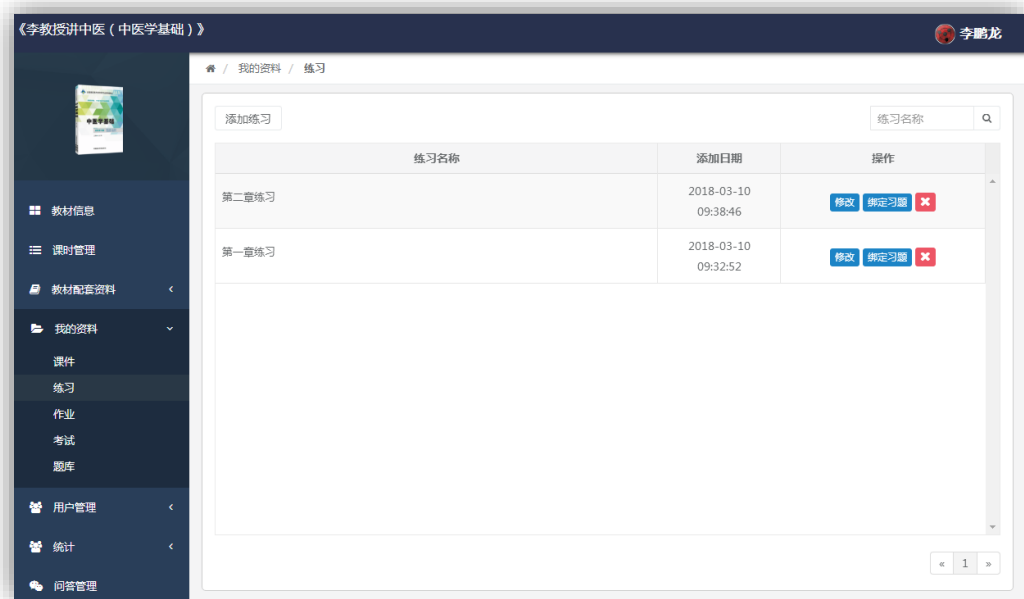 《李教授讲中医（中医学基础）》
李鹏龙
/ 我的资料 / 练习
中医学基础
添加练习
练习名称
练习名称 添加日期 操作
第二章练习 2018-03-10 09:38:46 修改 绑定习题
第一章练习 2018-03-10 09:32:52 修改 绑定习题
« 1 »
教材信息
课时管理
教材配套资料
我的资料
课件
练习
作业
考试
题库
用户管理
统计
问答管理